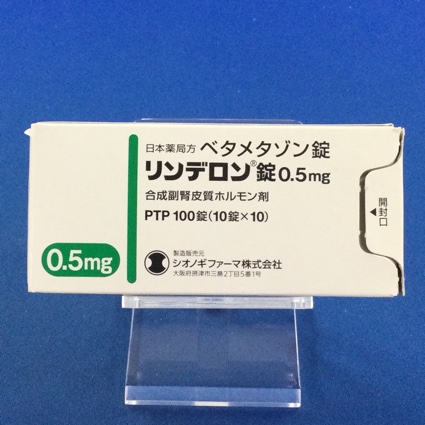 日本薬局方 ベタメタゾン錠
リンデロン®錠0.5mg
合成副腎皮質ホルモン剤
PTP 100錠(10錠×10)
0.5mg
製造販売元
シオノギファーマ株式会社
大阪府摂津市三島2丁目5番1号
開封口